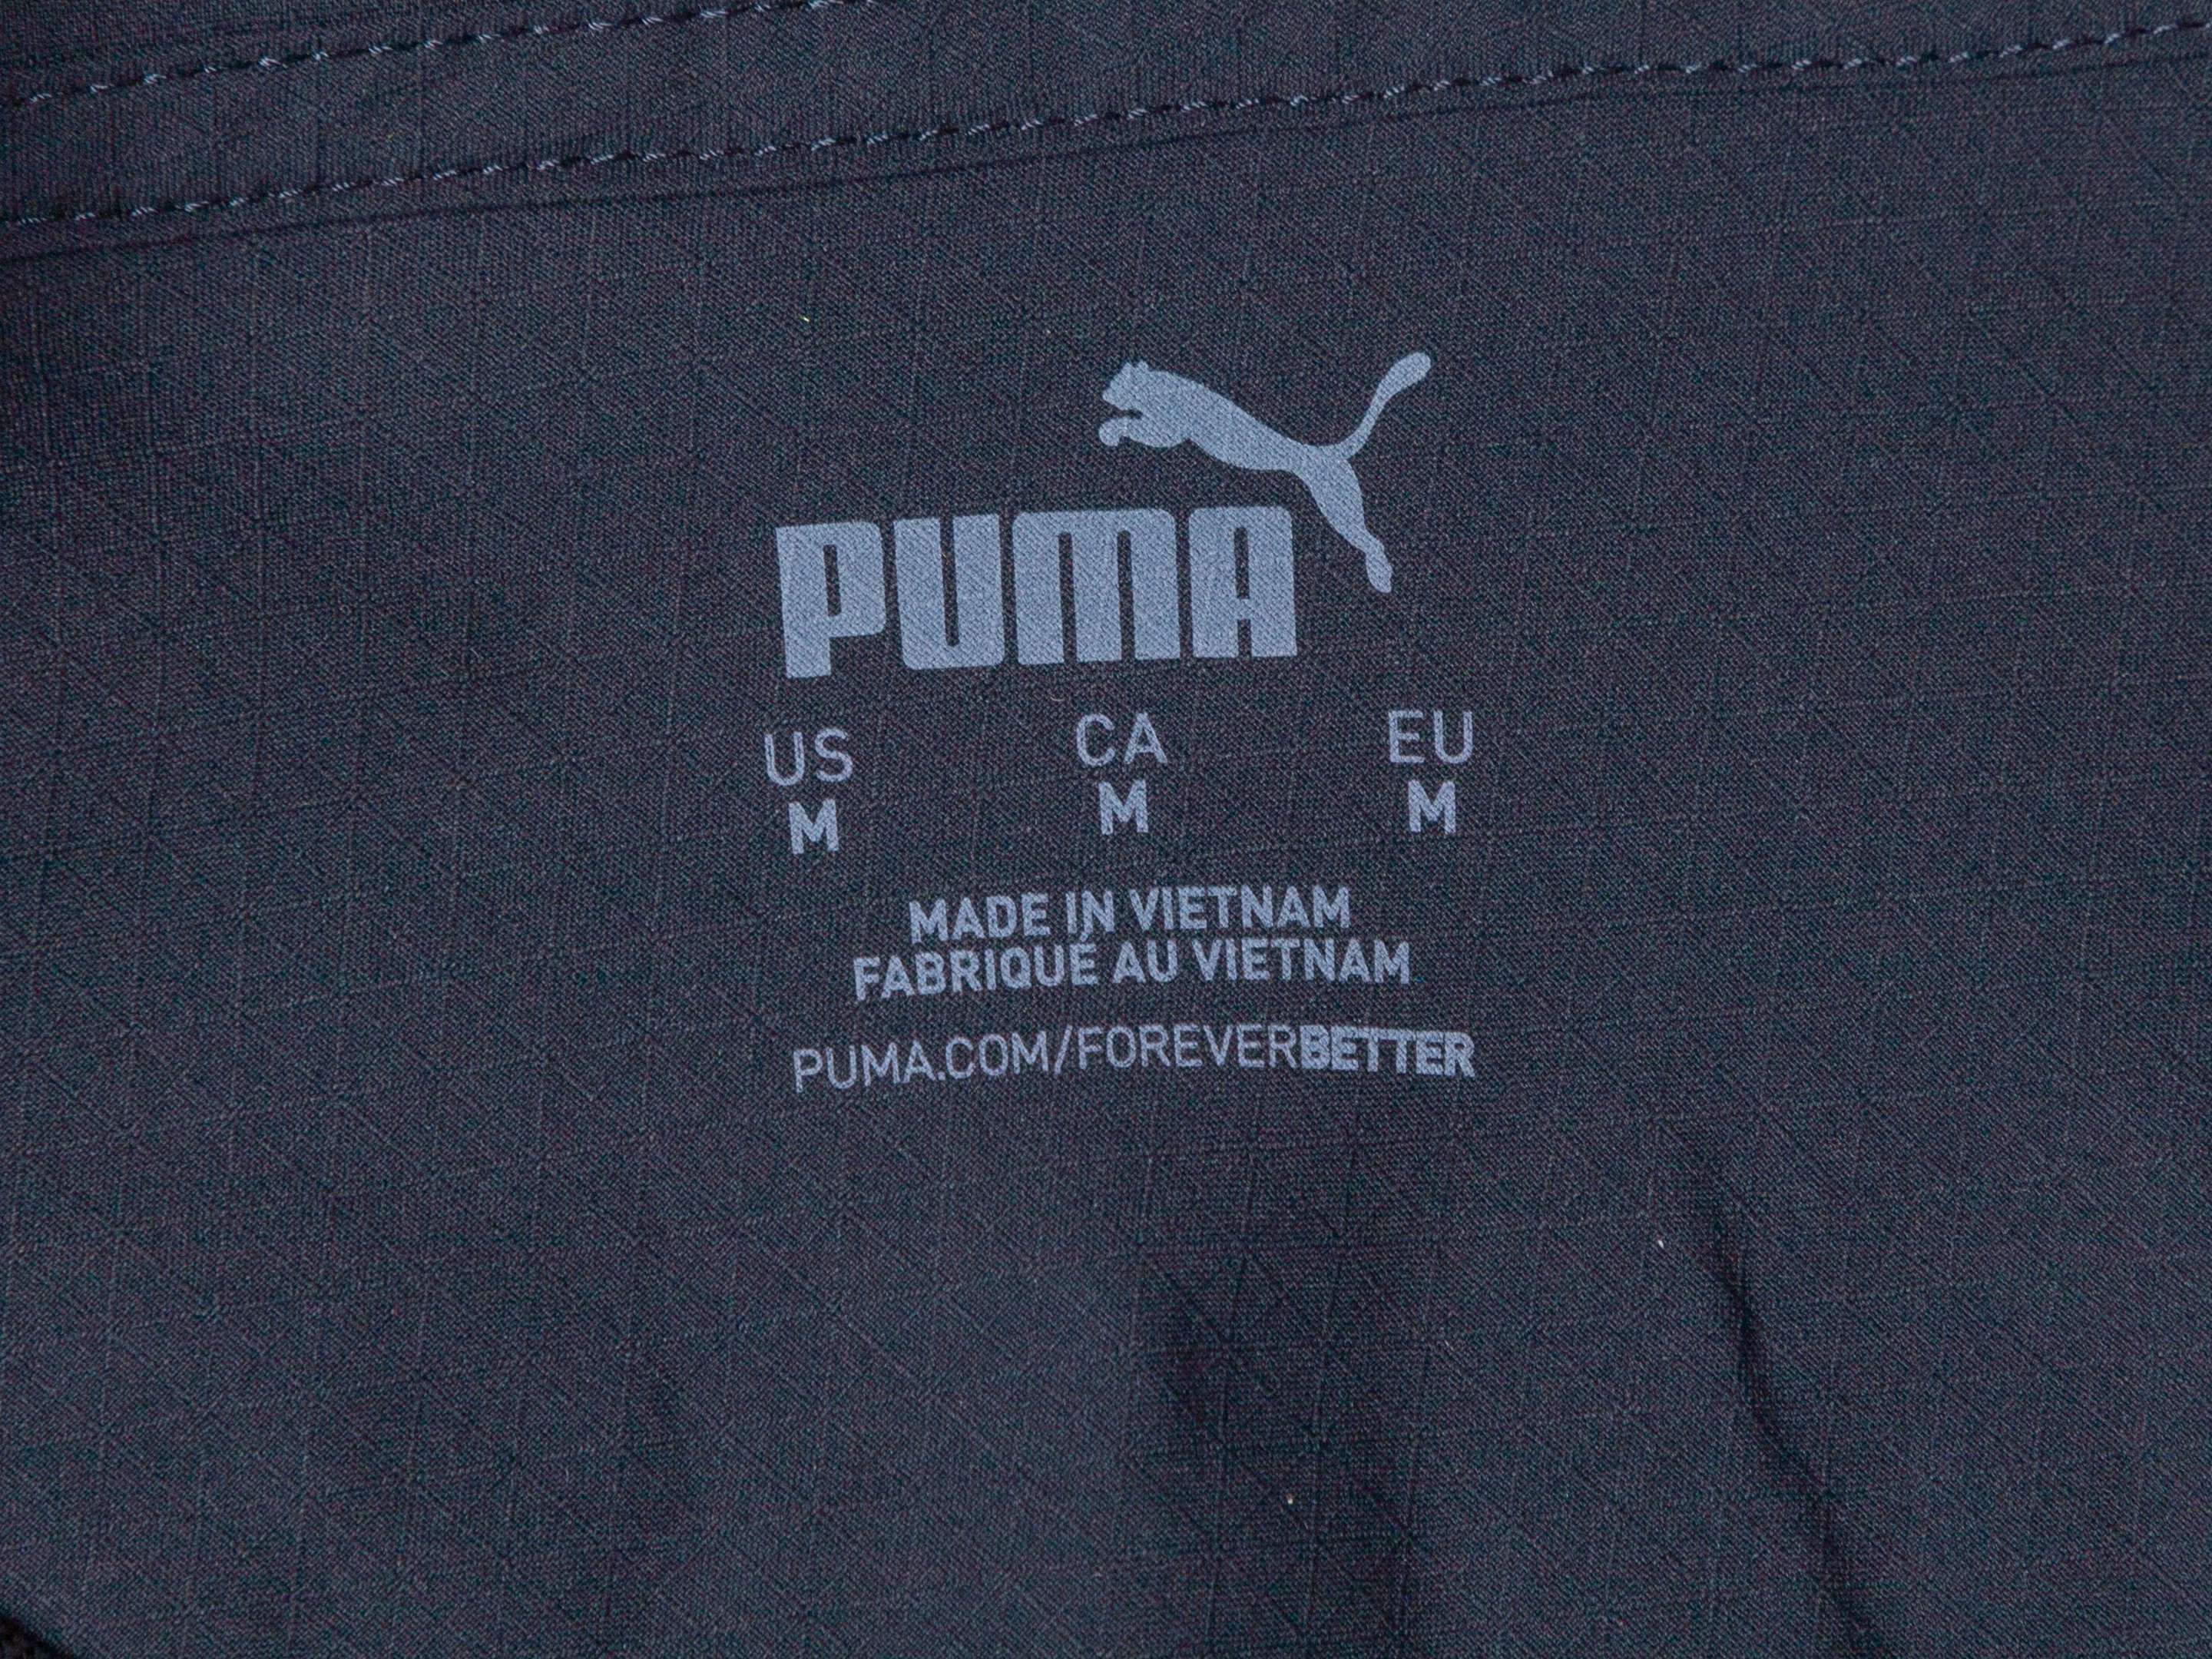 PUMA
US CA EU
M M M
MADE IN VIETNAM
FABRIQUÉ AU VIETNAM
PUMA.COM/FOREVERBETTER